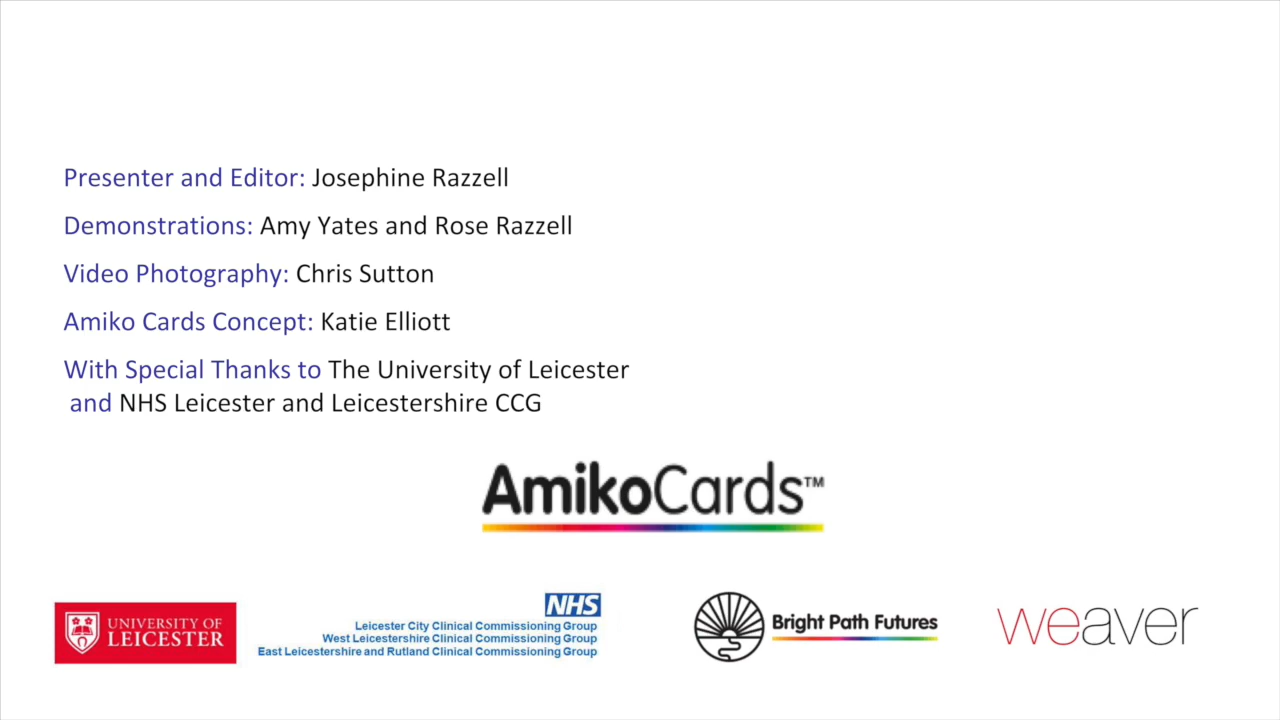 Presenter and Editor: Josephine Razzell
Demonstrations: Amy Yates and Rose Razzell
Video Photography: Chris Sutton
Amiko Cards Concept: Katie Elliott
With Special Thanks to The University of Leicester
and NHS Leicester and Leicestershire CCG
AmikoCards™
UNIVERSITY OF
LEICESTER
NHS
Leicester City Clinical Commissioning Group
West Leicestershire Clinical Commissioning Group
East Leicestershire and Rutland Clinical Commissioning Group
Bright Path Futures
weaver